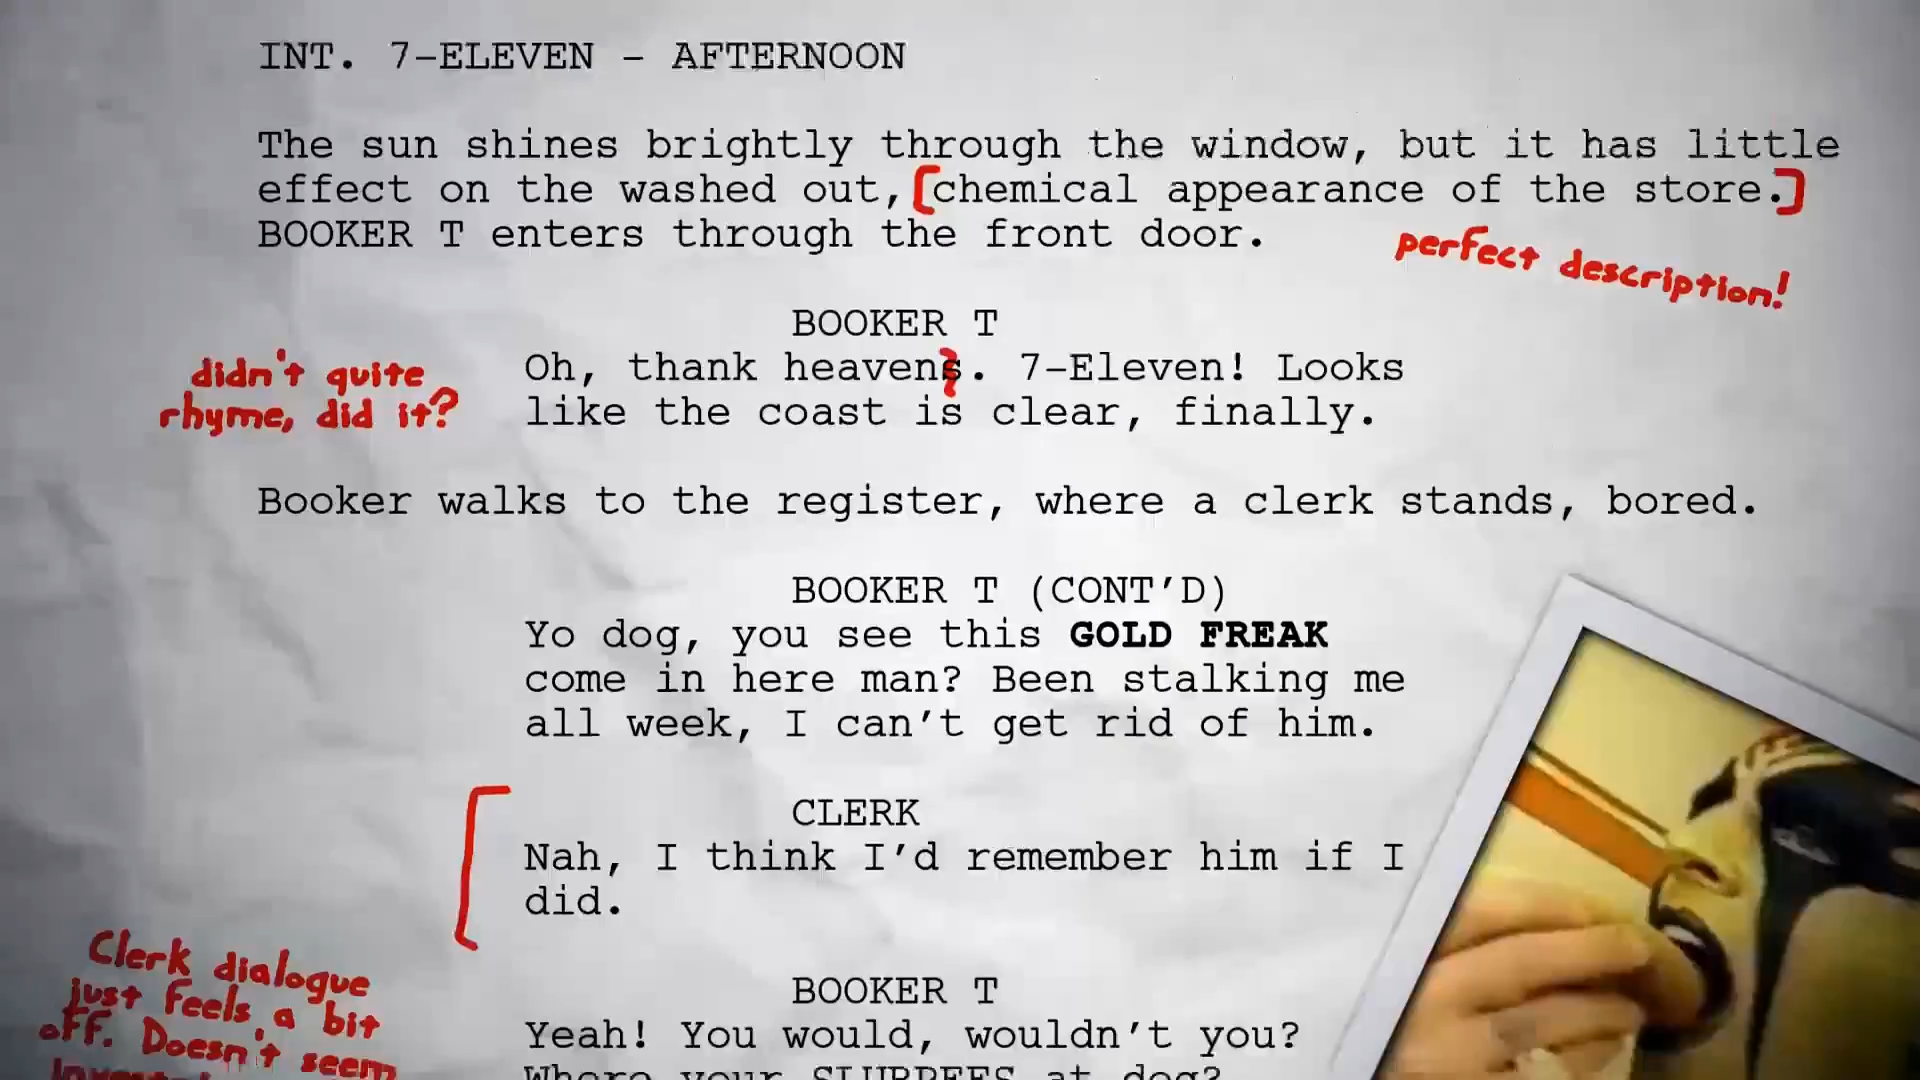 INT. 7-ELEVEN - AFTERNOON
The sun shines brightly through the window, but it has little
effect on the washed out, [chemical appearance of the store.]
BOOKER T enters through the front door.
perfect description!
BOOKER T
Oh, thank heavens. 7-Eleven! Looks
like the coast is clear, finally.
didn't quite
rhyme, did it?
Booker walks to the register, where a clerk stands, bored.
BOOKER T (CONT'D)
Yo dog, you see this GOLD FREAK
come in here man? Been stalking me
all week, I can't get rid of him.
CLERK
Nah, I think I'd remember him if I
did.
Clerk dialogue
just feels a bit
off. Doesn't seem
BOOKER T
Yeah! You would, wouldn't you?
Where your SLURPEES at dog?